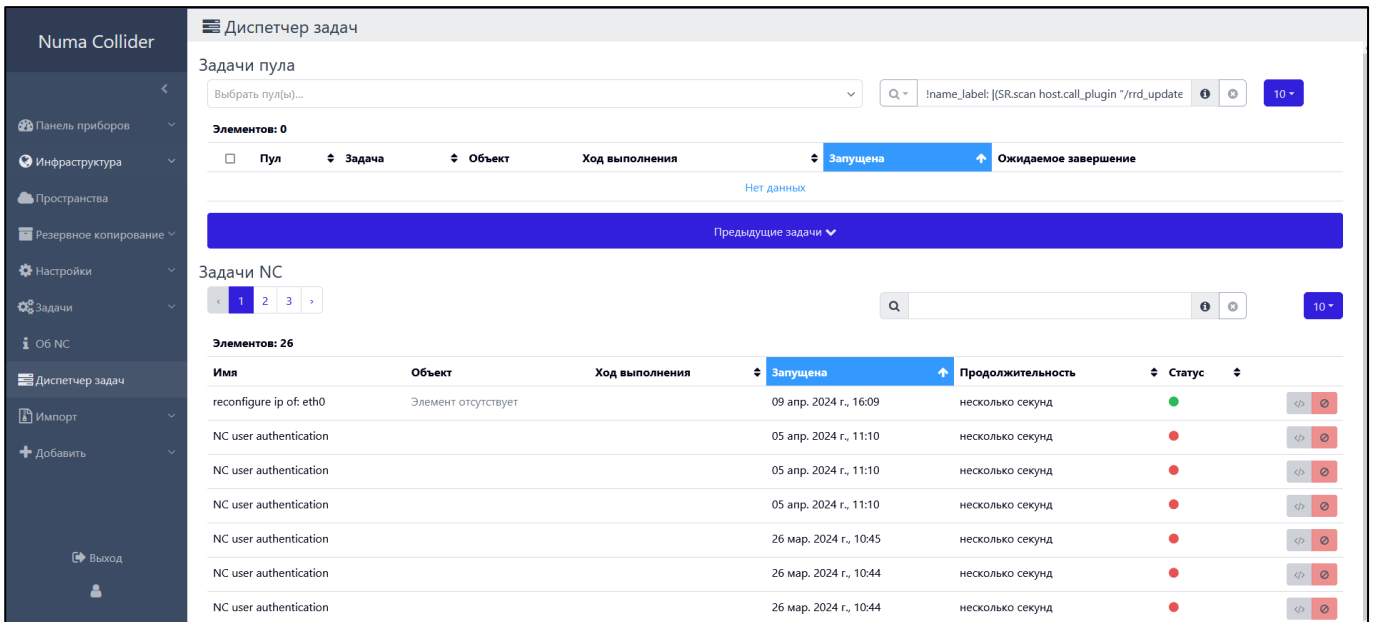 Numa Collider
Диспетчер задач
Задачи пула
Выбрать пул(ы)...
!name_label: |(SR.scan host.call_plugin "/rrd_update
10
Панель приборов
Элементов: 0
Пул Задача Объект Ход выполнения Запущена Ожидаемое завершение
Инфраструктура
Нет данных
Пространства
Резервное копирование
Предыдущие задачи
Настройки
Задачи NC
Задачи
‹ 1 2 3 ›
10
Об NC
Элементов: 26
Имя Объект Ход выполнения Запущена Продолжительность Статус
Диспетчер задач
reconfigure ip of: eth0 Элемент отсутствует 09 апр. 2024 г., 16:09 несколько секунд
Импорт
NC user authentication 05 апр. 2024 г., 11:10 несколько секунд
Добавить
NC user authentication 05 апр. 2024 г., 11:10 несколько секунд
NC user authentication 05 апр. 2024 г., 11:10 несколько секунд
NC user authentication 26 мар. 2024 г., 10:45 несколько секунд
Выход
NC user authentication 26 мар. 2024 г., 10:44 несколько секунд
NC user authentication 26 мар. 2024 г., 10:44 несколько секунд